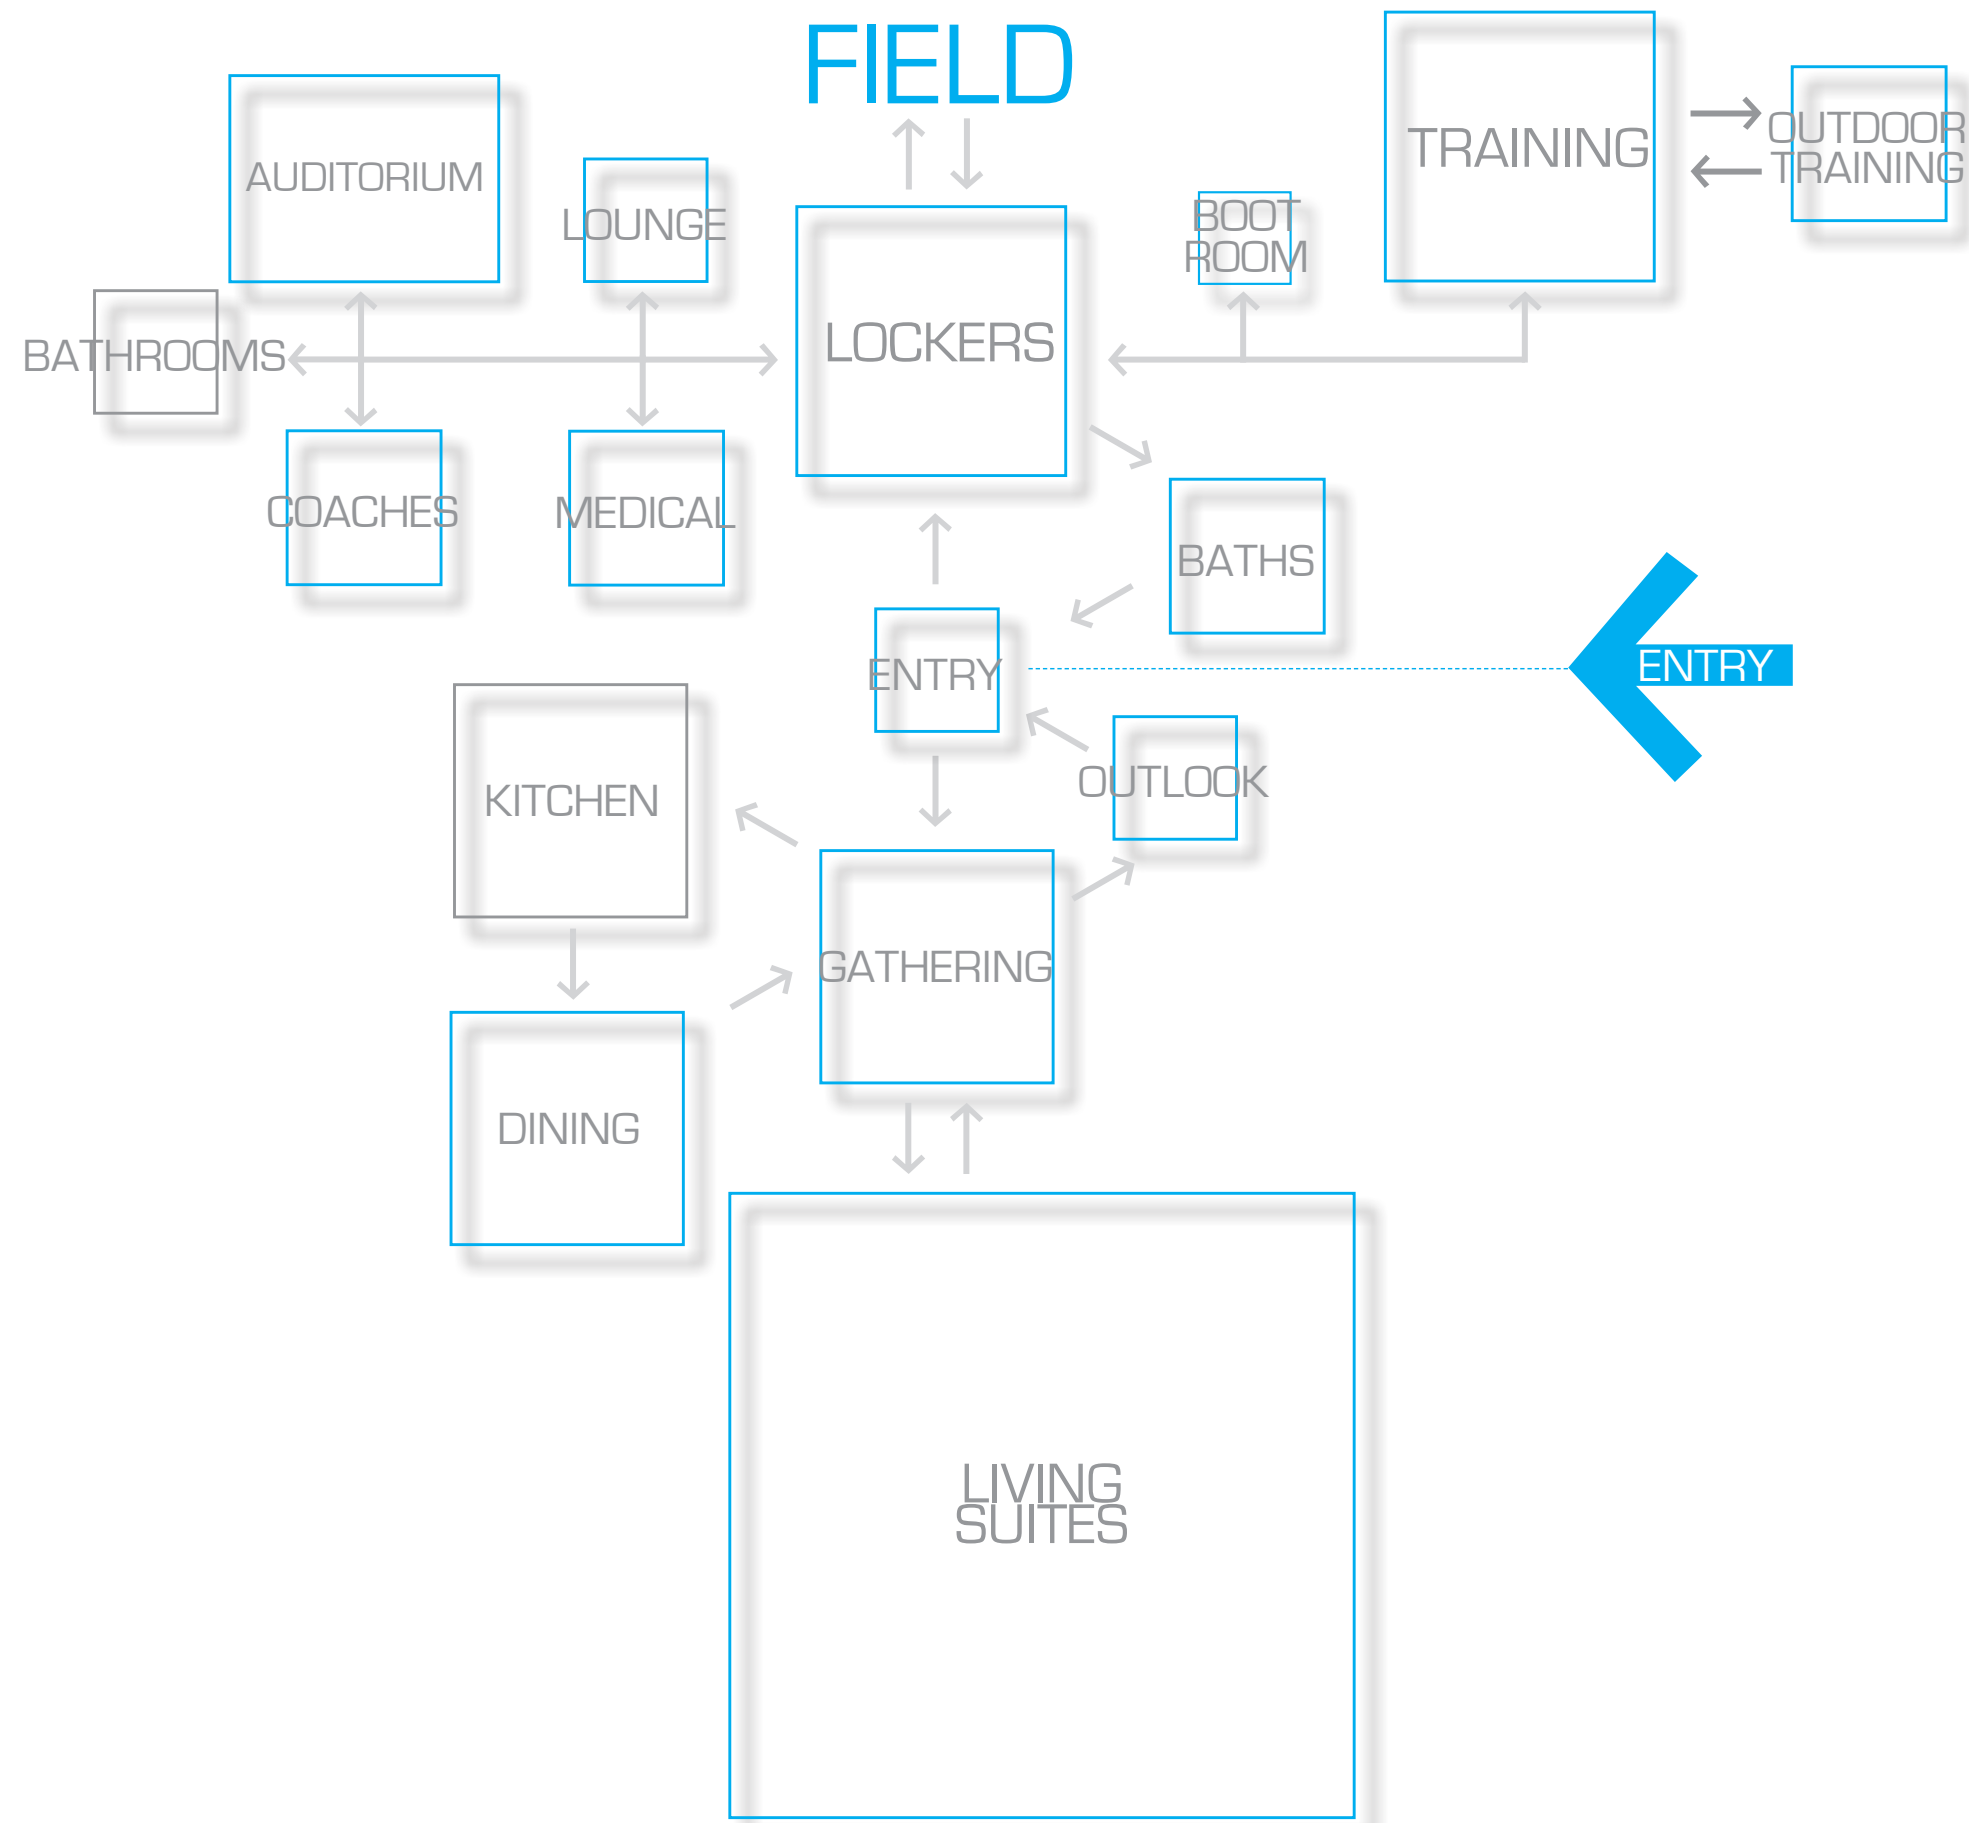 FIELD
TRAINING
OUTDOOR
TRAINING
AUDITORIUM
LOUNGE
BOOT
ROOM
LOCKERS
BATHROOMS
COACHES
MEDICAL
BATHS
ENTRY
ENTRY
KITCHEN
OUTLOOK
GATHERING
DINING
LIVING
SUITES